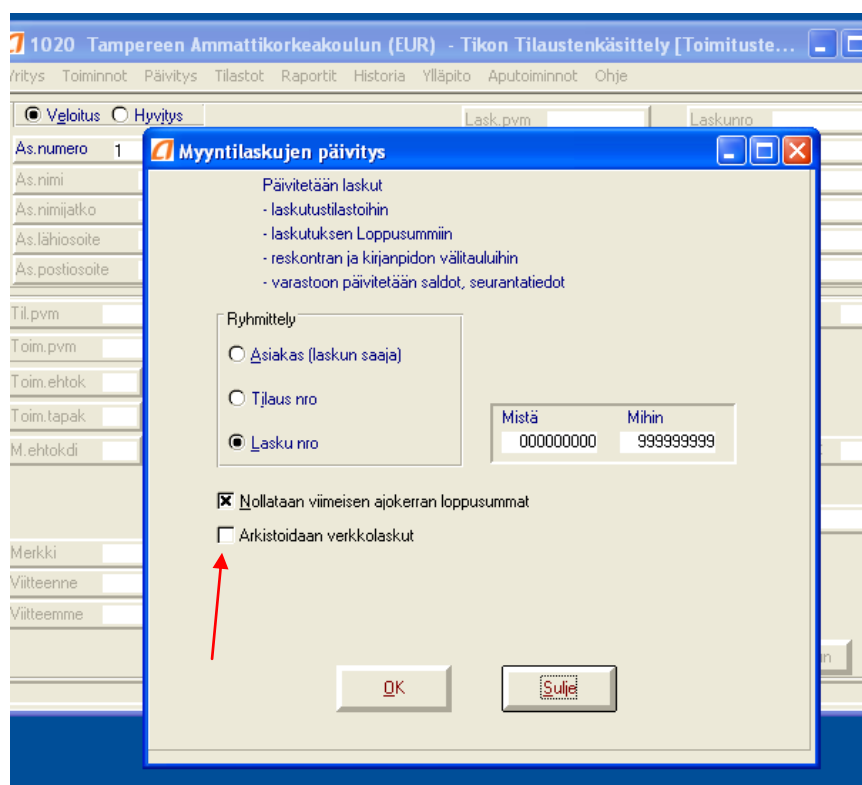 1020 Tampereen Ammattikorkeakoulun (EUR) - Tikon Tilaustenkäsittely [Toimituste...
Yritys Toiminnot Päivitys Tilastot Raportit Historia Ylläpito Aputoiminnot Ohje
Veloitus Hyvitys Lask.pvm Laskunro
As.numero 1
Myyntilaskujen päivitys
As.nimi
As.nimijatko
As.lähiosoite
As.postiosoite
Päivitetään laskut
- laskutustilastoihin
- laskutuksen Loppusummiin
- reskontran ja kirjanpidon välitauluihin
- varastoon päivitetään saldot, seurantatiedot
Til.pvm
Toim.pvm
Toim.ehtok
Toim.tapak
M.ehtokdi
Ryhmittely
Asiakas (laskun saaja)
Tilaus nro
Lasku nro
Mistä Mihin
000000000 999999999
Nollataan viimeisen ajokerran loppusummat
Arkistoidaan verkkolaskut
Merkki
Viitteenne
Viitteemme
OK Sulje